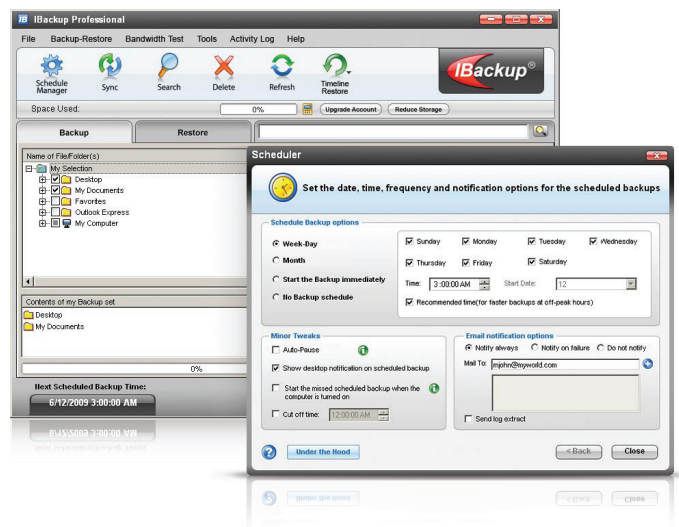 IB IBackup Professional
File Backup-Restore Bandwidth Test Tools Activity Log Help
Schedule Manager
Sync
Search
Delete
Refresh
Timeline Restore
IBackup®
Space Used:
0%
Upgrade Account
Reduce Storage
Backup
Restore
Name of File/Folder(s)
My Selection
Desktop
My Documents
Favorites
Outlook Express
My Computer
Contents of my Backup set
Desktop
My Documents
0%
Next Scheduled Backup Time:
6/12/2009 3:00:00 AM
Scheduler
Set the date, time, frequency and notification options for the scheduled backups
Schedule Backup options
Week-Day
Month
Start the Backup immediately
No Backup schedule
Sunday Monday Tuesday Wednesday
Thursday Friday Saturday
Time: 3:00:00 AM Start Date: 12
Recommended time(for faster backups at off-peak hours)
Minor Tweaks
Auto-Pause
Show desktop notification on scheduled backup
Start the missed scheduled backup when the
computer is turned on
Cut off time: 12:00:00 AM
Email notification options
Notify always Notify on failure Do not notify
Mail To: mjohn@myworld.com
Send log extract
Under the Hood
< Back
Close